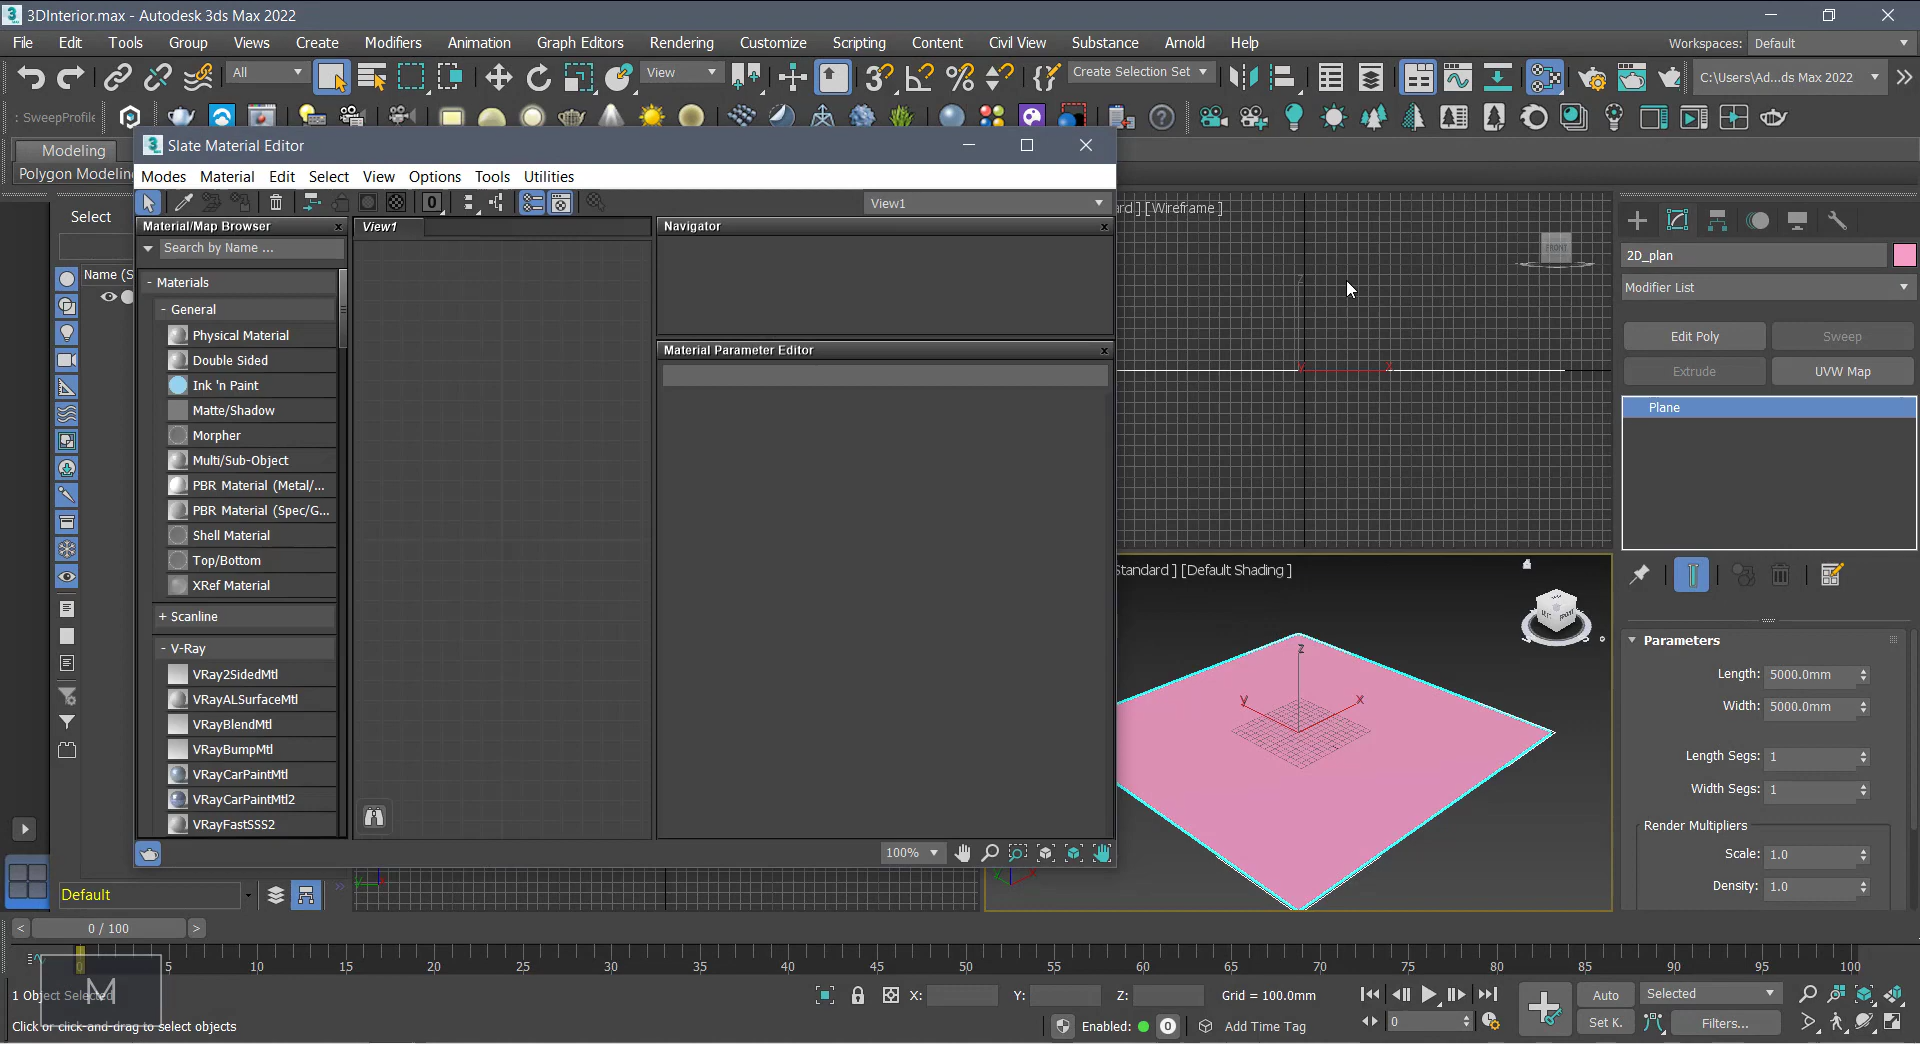 3DInterior.max - Autodesk 3ds Max 2022
File Edit Tools Group Views Create Modifiers Animation Graph Editors Rendering Customize Scripting Content Civil View Substance Arnold Help
Workspaces: Default
All
View
Create Selection Set
C:\Users\Ad...ds Max 2022
: SweepProfile
Modeling
Polygon Modeling
Slate Material Editor
Modes Material Edit Select View Options Tools Utilities
0
View1
Material/Map Browser
Search by Name ...
- Materials
- General
Physical Material
Double Sided
Ink 'n Paint
Matte/Shadow
Morpher
Multi/Sub-Object
PBR Material (Metal/...
PBR Material (Spec/G...
Shell Material
Top/Bottom
XRef Material
+ Scanline
- V-Ray
VRay2SidedMtl
VRayALSurfaceMtl
VRayBlendMtl
VRayBumpMtl
VRayCarPaintMtl
VRayCarPaintMtl2
VRayFastSSS2
View1
Navigator
Material Parameter Editor
100%
Select
Name (S
ard ] [Wireframe ]
FRONT
z
y
x
Standard ] [Default Shading ]
z
y
x
FRONT
2D_plan
Modifier List
Edit Poly
Sweep
Extrude
UVW Map
Plane
Parameters
Length: 5000.0mm
Width: 5000.0mm
Length Segs: 1
Width Segs: 1
Render Multipliers
Scale: 1.0
Density: 1.0
Default
< 0 / 100 >
0 5 10 15 20 25 30 35 40 45 50 55 60 65 70 75 80 85 90 95 100
M
1 Object Selected
X:
Y:
Z:
Grid = 100.0mm
Click or click-and-drag to select objects
Enabled:
0
Add Time Tag
0
Auto
Selected
Set K.
Filters...